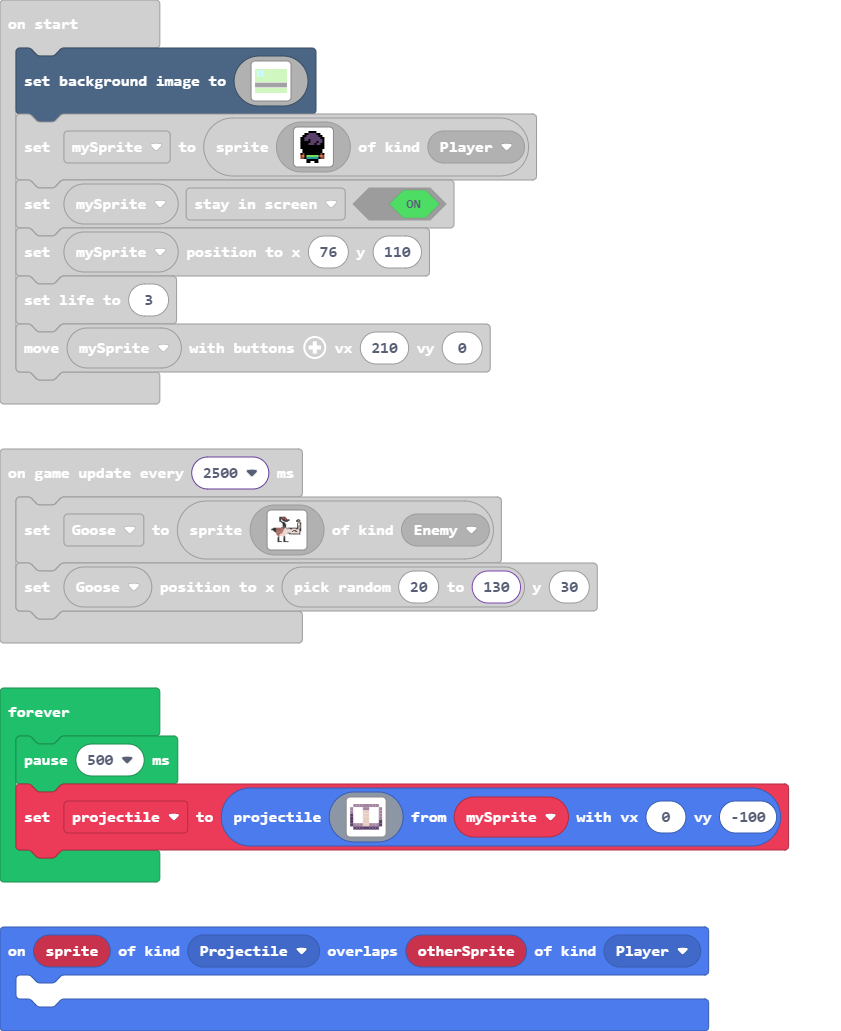 on start
set background image to
set mySprite to sprite of kind Player
set mySprite stay in screen ON
set mySprite position to x 76 y 110
set life to 3
move mySprite with buttons + vx 210 vy 0
on game update every 2500 ms
set Goose to sprite of kind Enemy
set Goose position to x pick random 20 to 130 y 30
forever
pause 500 ms
set projectile to projectile from mySprite with vx 0 vy -100
on sprite of kind Projectile overlaps otherSprite of kind Player